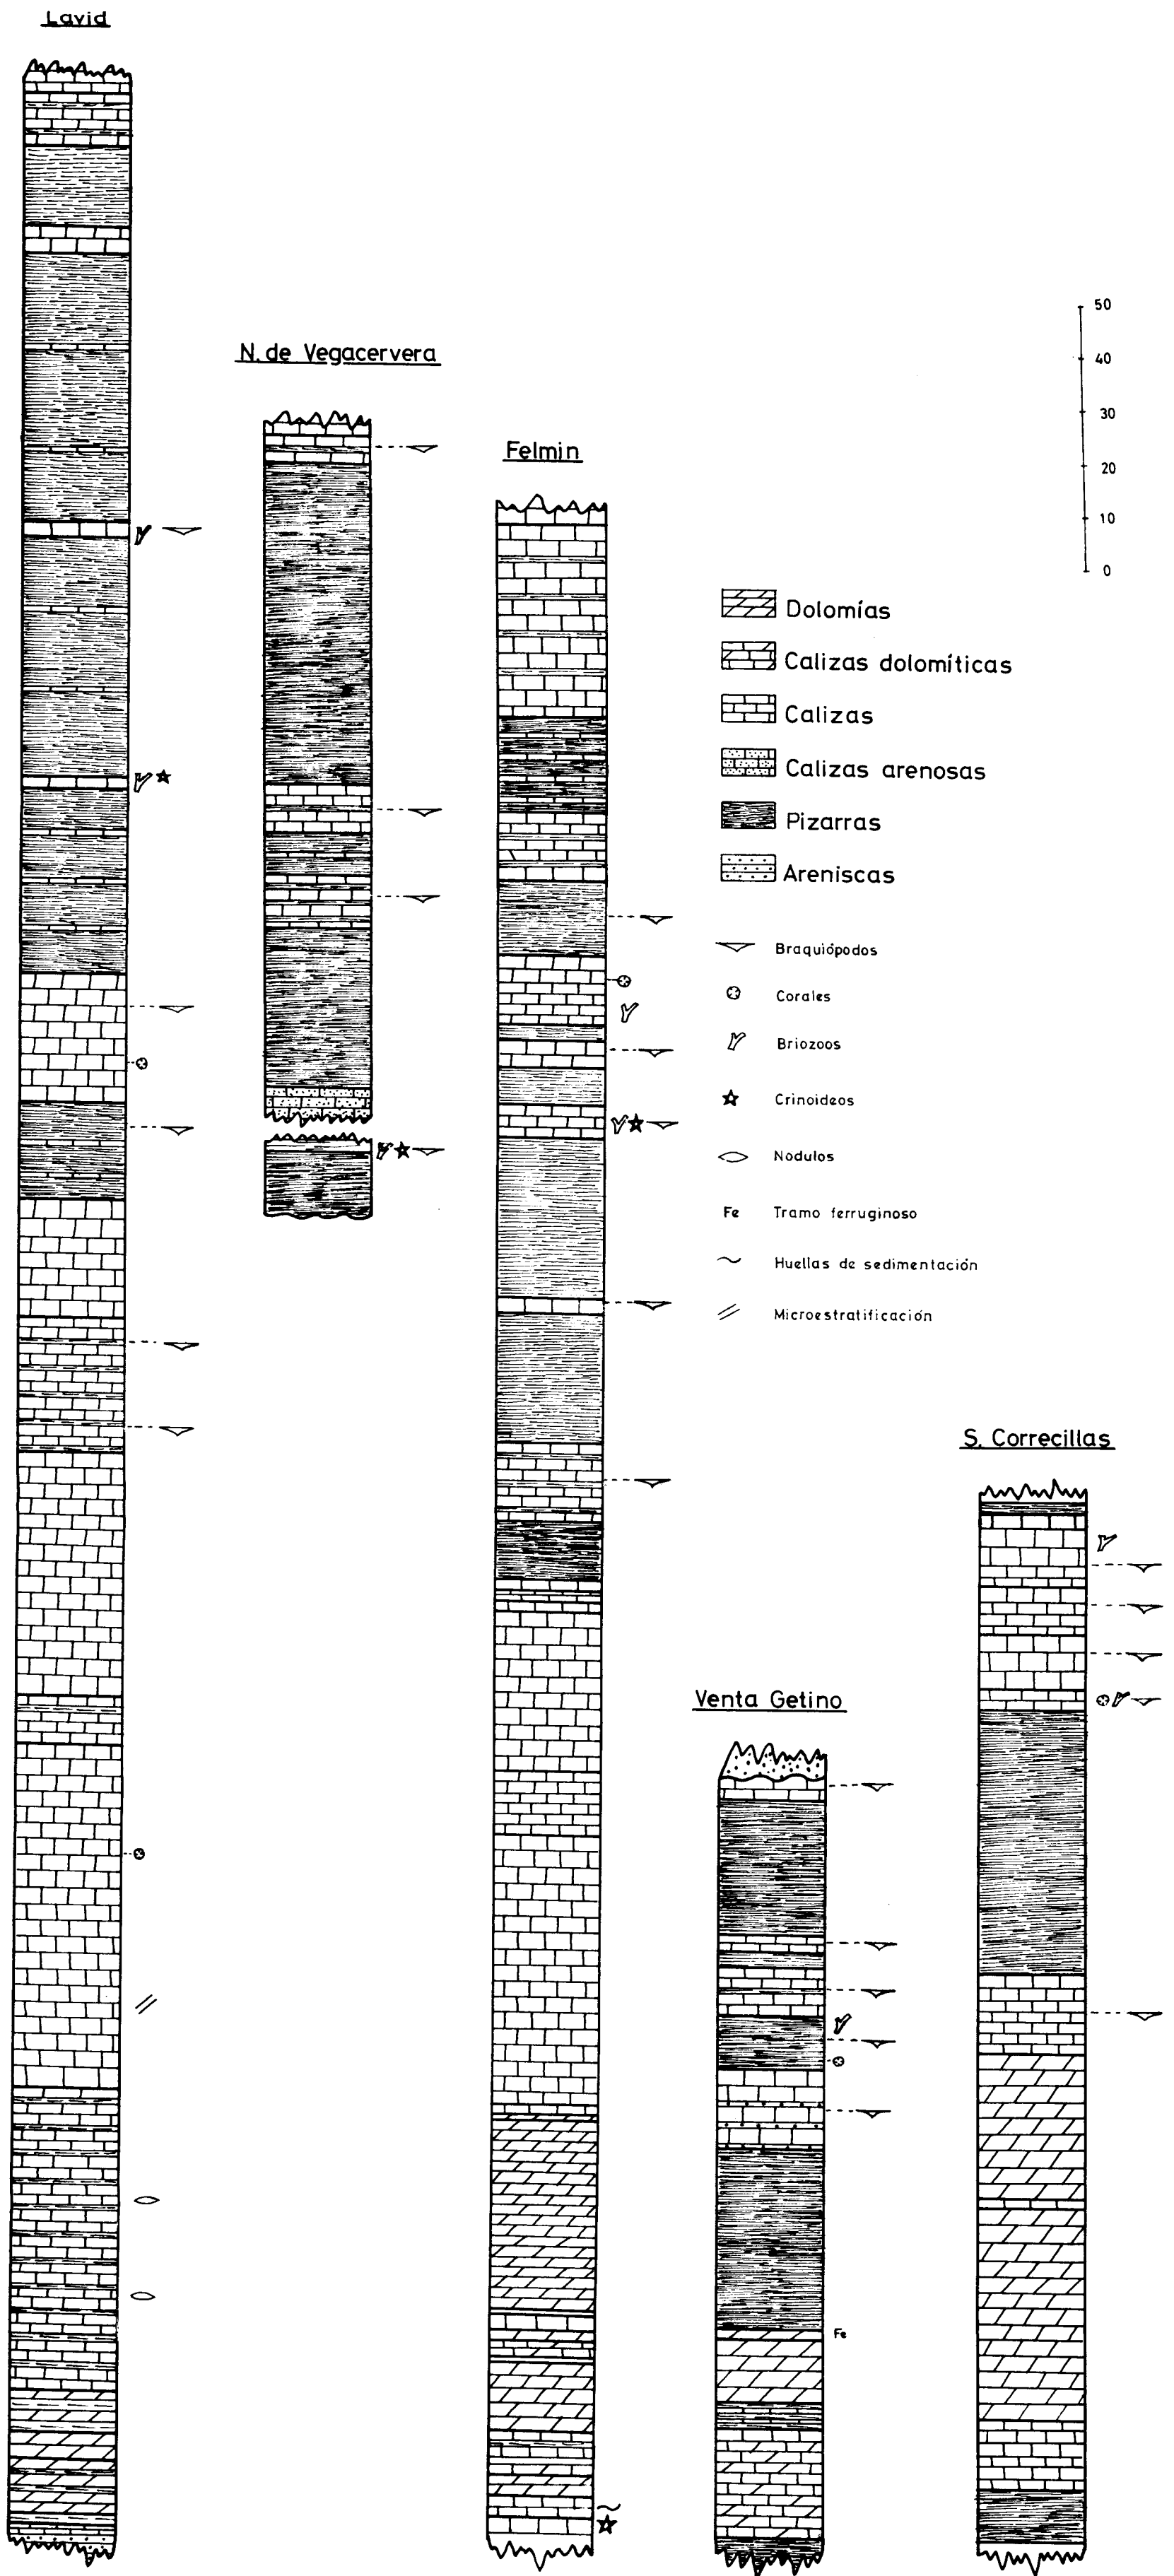 Lavid
N. de Vegacervera
Felmin
50
40
30
20
10
0
Dolomías
Calizas dolomíticas
Calizas
Calizas arenosas
Pizarras
Areniscas
Braquiópodos
Corales
Briozoos
Crinoideos
Nodulos
Fe Tramo ferruginoso
Huellas de sedimentación
Microestratificación
S. Correcillas
Venta Getino
Fe